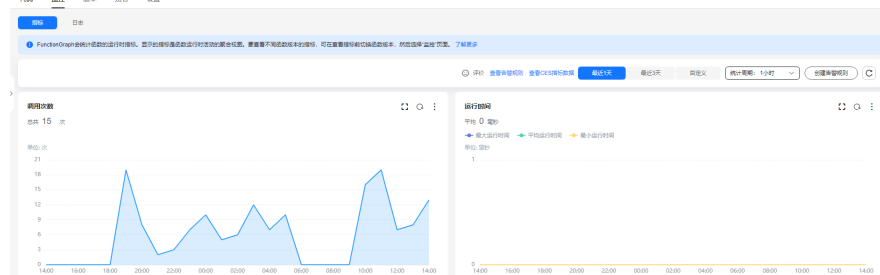 指标 日志
FunctionGraph会统计函数的运行时指标。显示的指标是函数运行时活动的聚合视图。要查看不同函数版本的指标，可在查看指标前切换函数版本，然后选择“监控”页面。 了解更多
评价 查看告警规则 查看CES指标数据 最近1天 最近3天 自定义 统计周期: 1小时 创建告警规则
调用次数
总共 15 次
单位: 次
21
18
15
12
9
6
3
0
14:00 16:00 18:00 20:00 22:00 00:00 02:00 04:00 06:00 08:00 10:00 12:00 14:00
运行时间
平均 0 毫秒
最大运行时间 平均运行时间 最小运行时间
单位: 毫秒
1
0
14:00 16:00 18:00 20:00 22:00 00:00 02:00 04:00 06:00 08:00 10:00 12:00 14:00